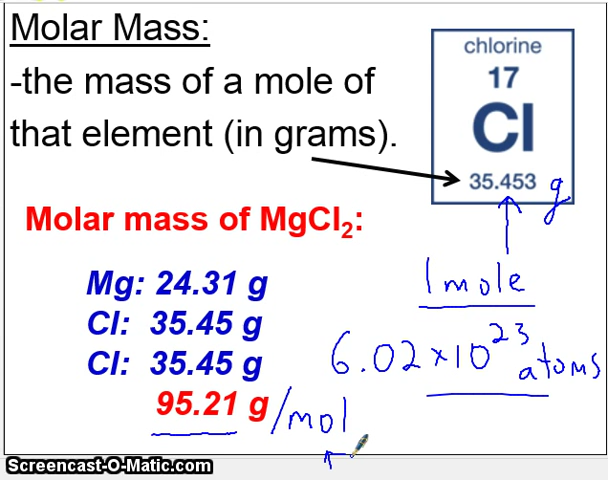 Molar Mass:
-the mass of a mole of
that element (in grams).
chlorine
17
Cl
35.453 g
1 mole
6.02 × 10²³
atoms
Molar mass of MgCl₂:
Mg: 24.31 g
Cl: 35.45 g
Cl: 35.45 g
95.21 g/mol
Screencast-O-Matic.com